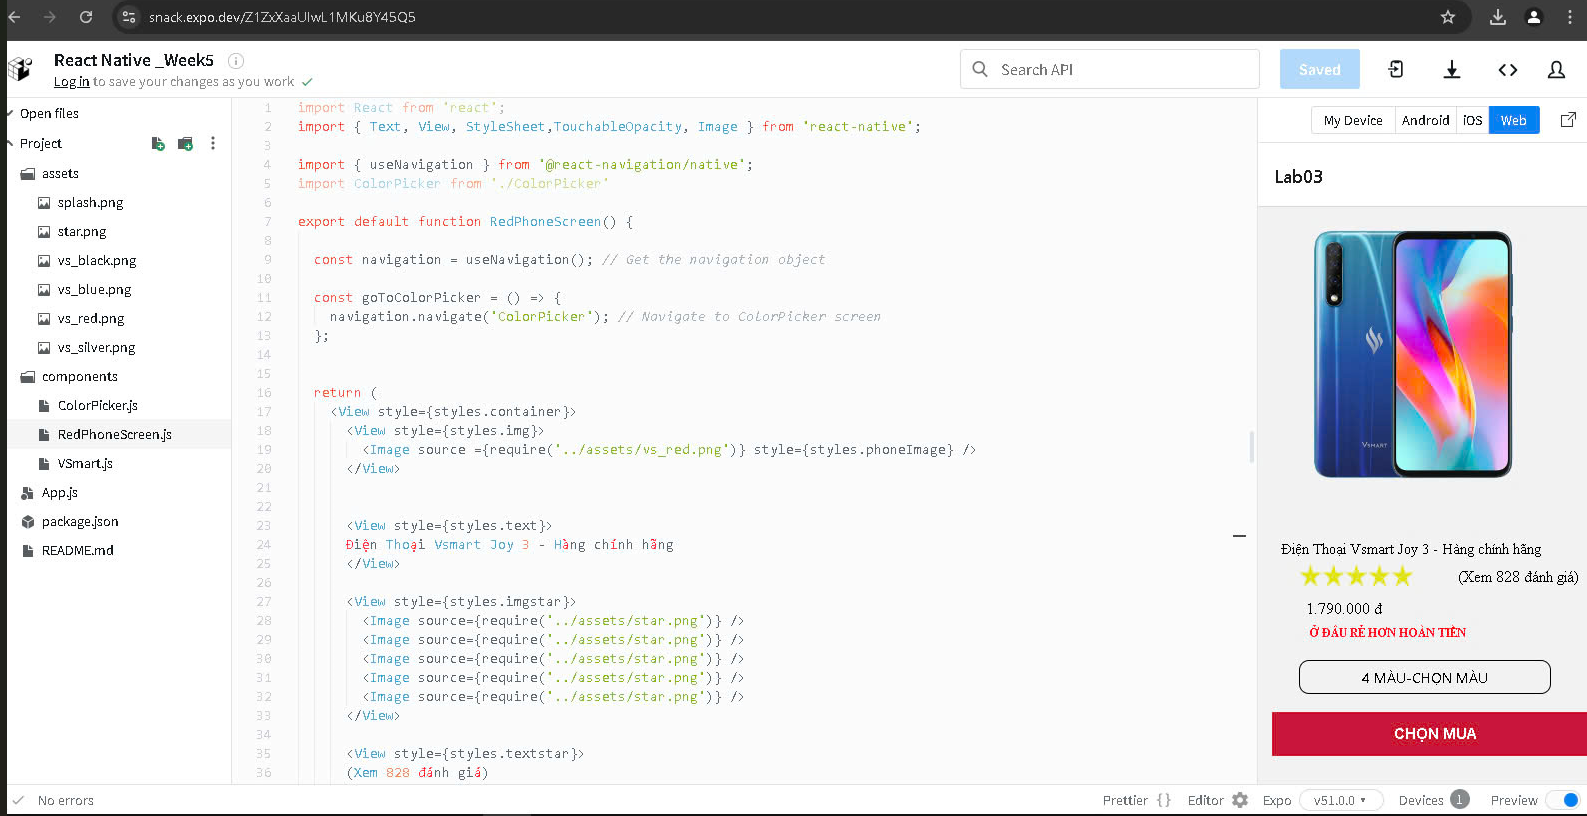 snack.expo.dev/Z1ZxXaaUIwL1MKu8Y45Q5
React Native _Week5
Log in to save your changes as you work
Search API
Saved
Open files
Project
assets
splash.png
star.png
vs_black.png
vs_blue.png
vs_red.png
vs_silver.png
components
ColorPicker.js
RedPhoneScreen.js
VSmart.js
App.js
package.json
README.md
1 import React from 'react';
2 import { Text, View, StyleSheet,TouchableOpacity, Image } from 'react-native';
3
4 import { useNavigation } from '@react-navigation/native';
5 import ColorPicker from './ColorPicker'
6
7 export default function RedPhoneScreen() {
8
9 const navigation = useNavigation(); // Get the navigation object
10
11 const goToColorPicker = () => {
12 navigation.navigate('ColorPicker'); // Navigate to ColorPicker screen
13 };
14
15
16 return (
17 <View style={styles.container}>
18 <View style={styles.img}>
19 <Image source ={require('../assets/vs_red.png')} style={styles.phoneImage} />
20 </View>
21
22
23 <View style={styles.text}>
24 Điện Thoại Vsmart Joy 3 - Hàng chính hãng
25 </View>
26
27 <View style={styles.imgstar}>
28 <Image source={require('../assets/star.png')} />
29 <Image source={require('../assets/star.png')} />
30 <Image source={require('../assets/star.png')} />
31 <Image source={require('../assets/star.png')} />
32 <Image source={require('../assets/star.png')} />
33 </View>
34
35 <View style={styles.textstar}>
36 (Xem 828 đánh giá)
My Device Android iOS Web
Lab03
VSMART
Điện Thoại Vsmart Joy 3 - Hàng chính hãng
(Xem 828 đánh giá)
1.790.000 đ
Ở ĐÂU RẺ HƠN HOÀN TIỀN
4 MÀU-CHỌN MÀU
CHỌN MUA
No errors
Prettier {} Editor Expo v51.0.0 Devices 1 Preview